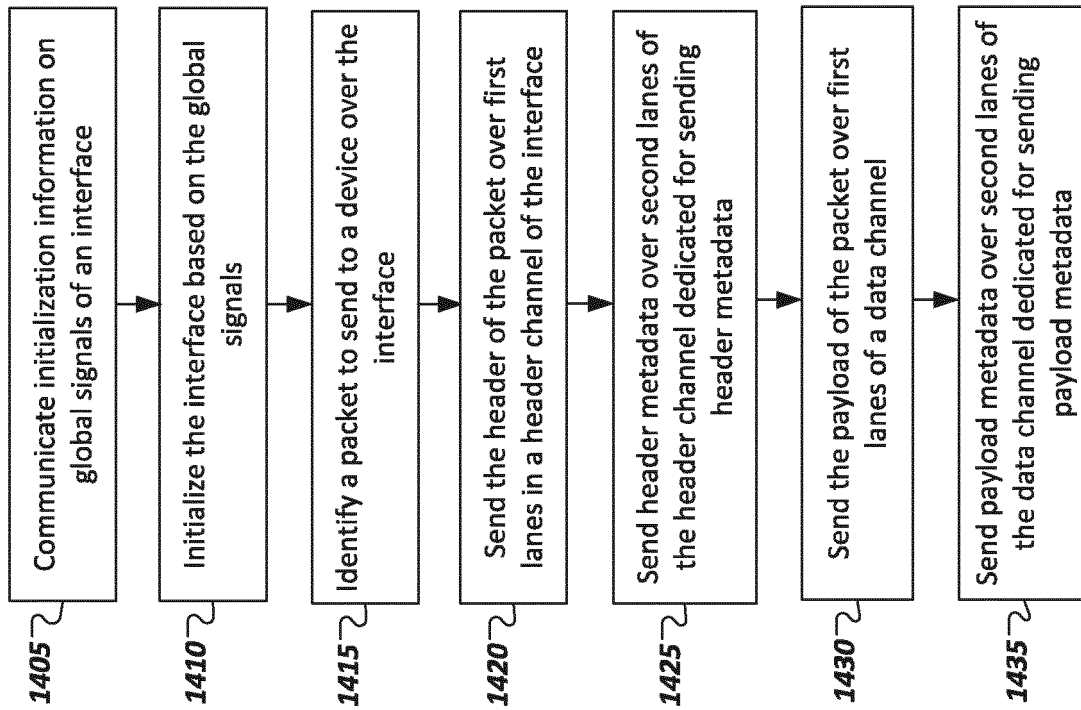 1405
Communicate initialization information on
global signals of an interface
1410
Initialize the interface based on the global
signals
1415
Identify a packet to send to a device over the
interface
1420
Send the header of the packet over first
lanes in a header channel of the interface
1425
Send header metadata over second lanes of
the header channel dedicated for sending
header metadata
1430
Send the payload of the packet over first
lanes of a data channel
1435
Send payload metadata over second lanes of
the data channel dedicated for sending
payload metadata